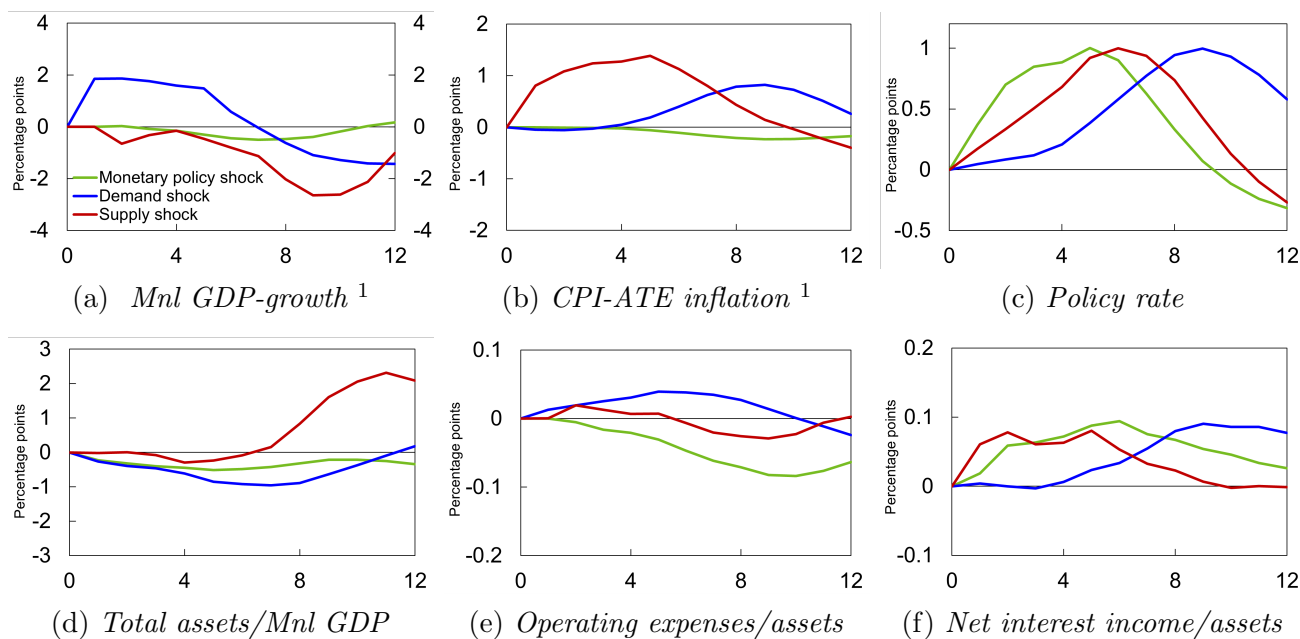 4
2
0
-2
-4
Percentage points
4
2
0
-2
-4
Monetary policy shock
Demand shock
Supply shock
0 4 8 12
(a) Mnl GDP-growth 1
2
1
0
-1
-2
Percentage points
0 4 8 12
(b) CPI-ATE inflation 1
1
0.5
0
-0.5
Percentage points
0 4 8 12
(c) Policy rate
3
2
1
0
-1
-2
-3
Percentage points
0 4 8 12
(d) Total assets/Mnl GDP
0.1
0
-0.1
-0.2
Percentage points
0 4 8 12
(e) Operating expenses/assets
0.2
0.1
0
-0.1
Percentage points
0 4 8 12
(f) Net interest income/assets